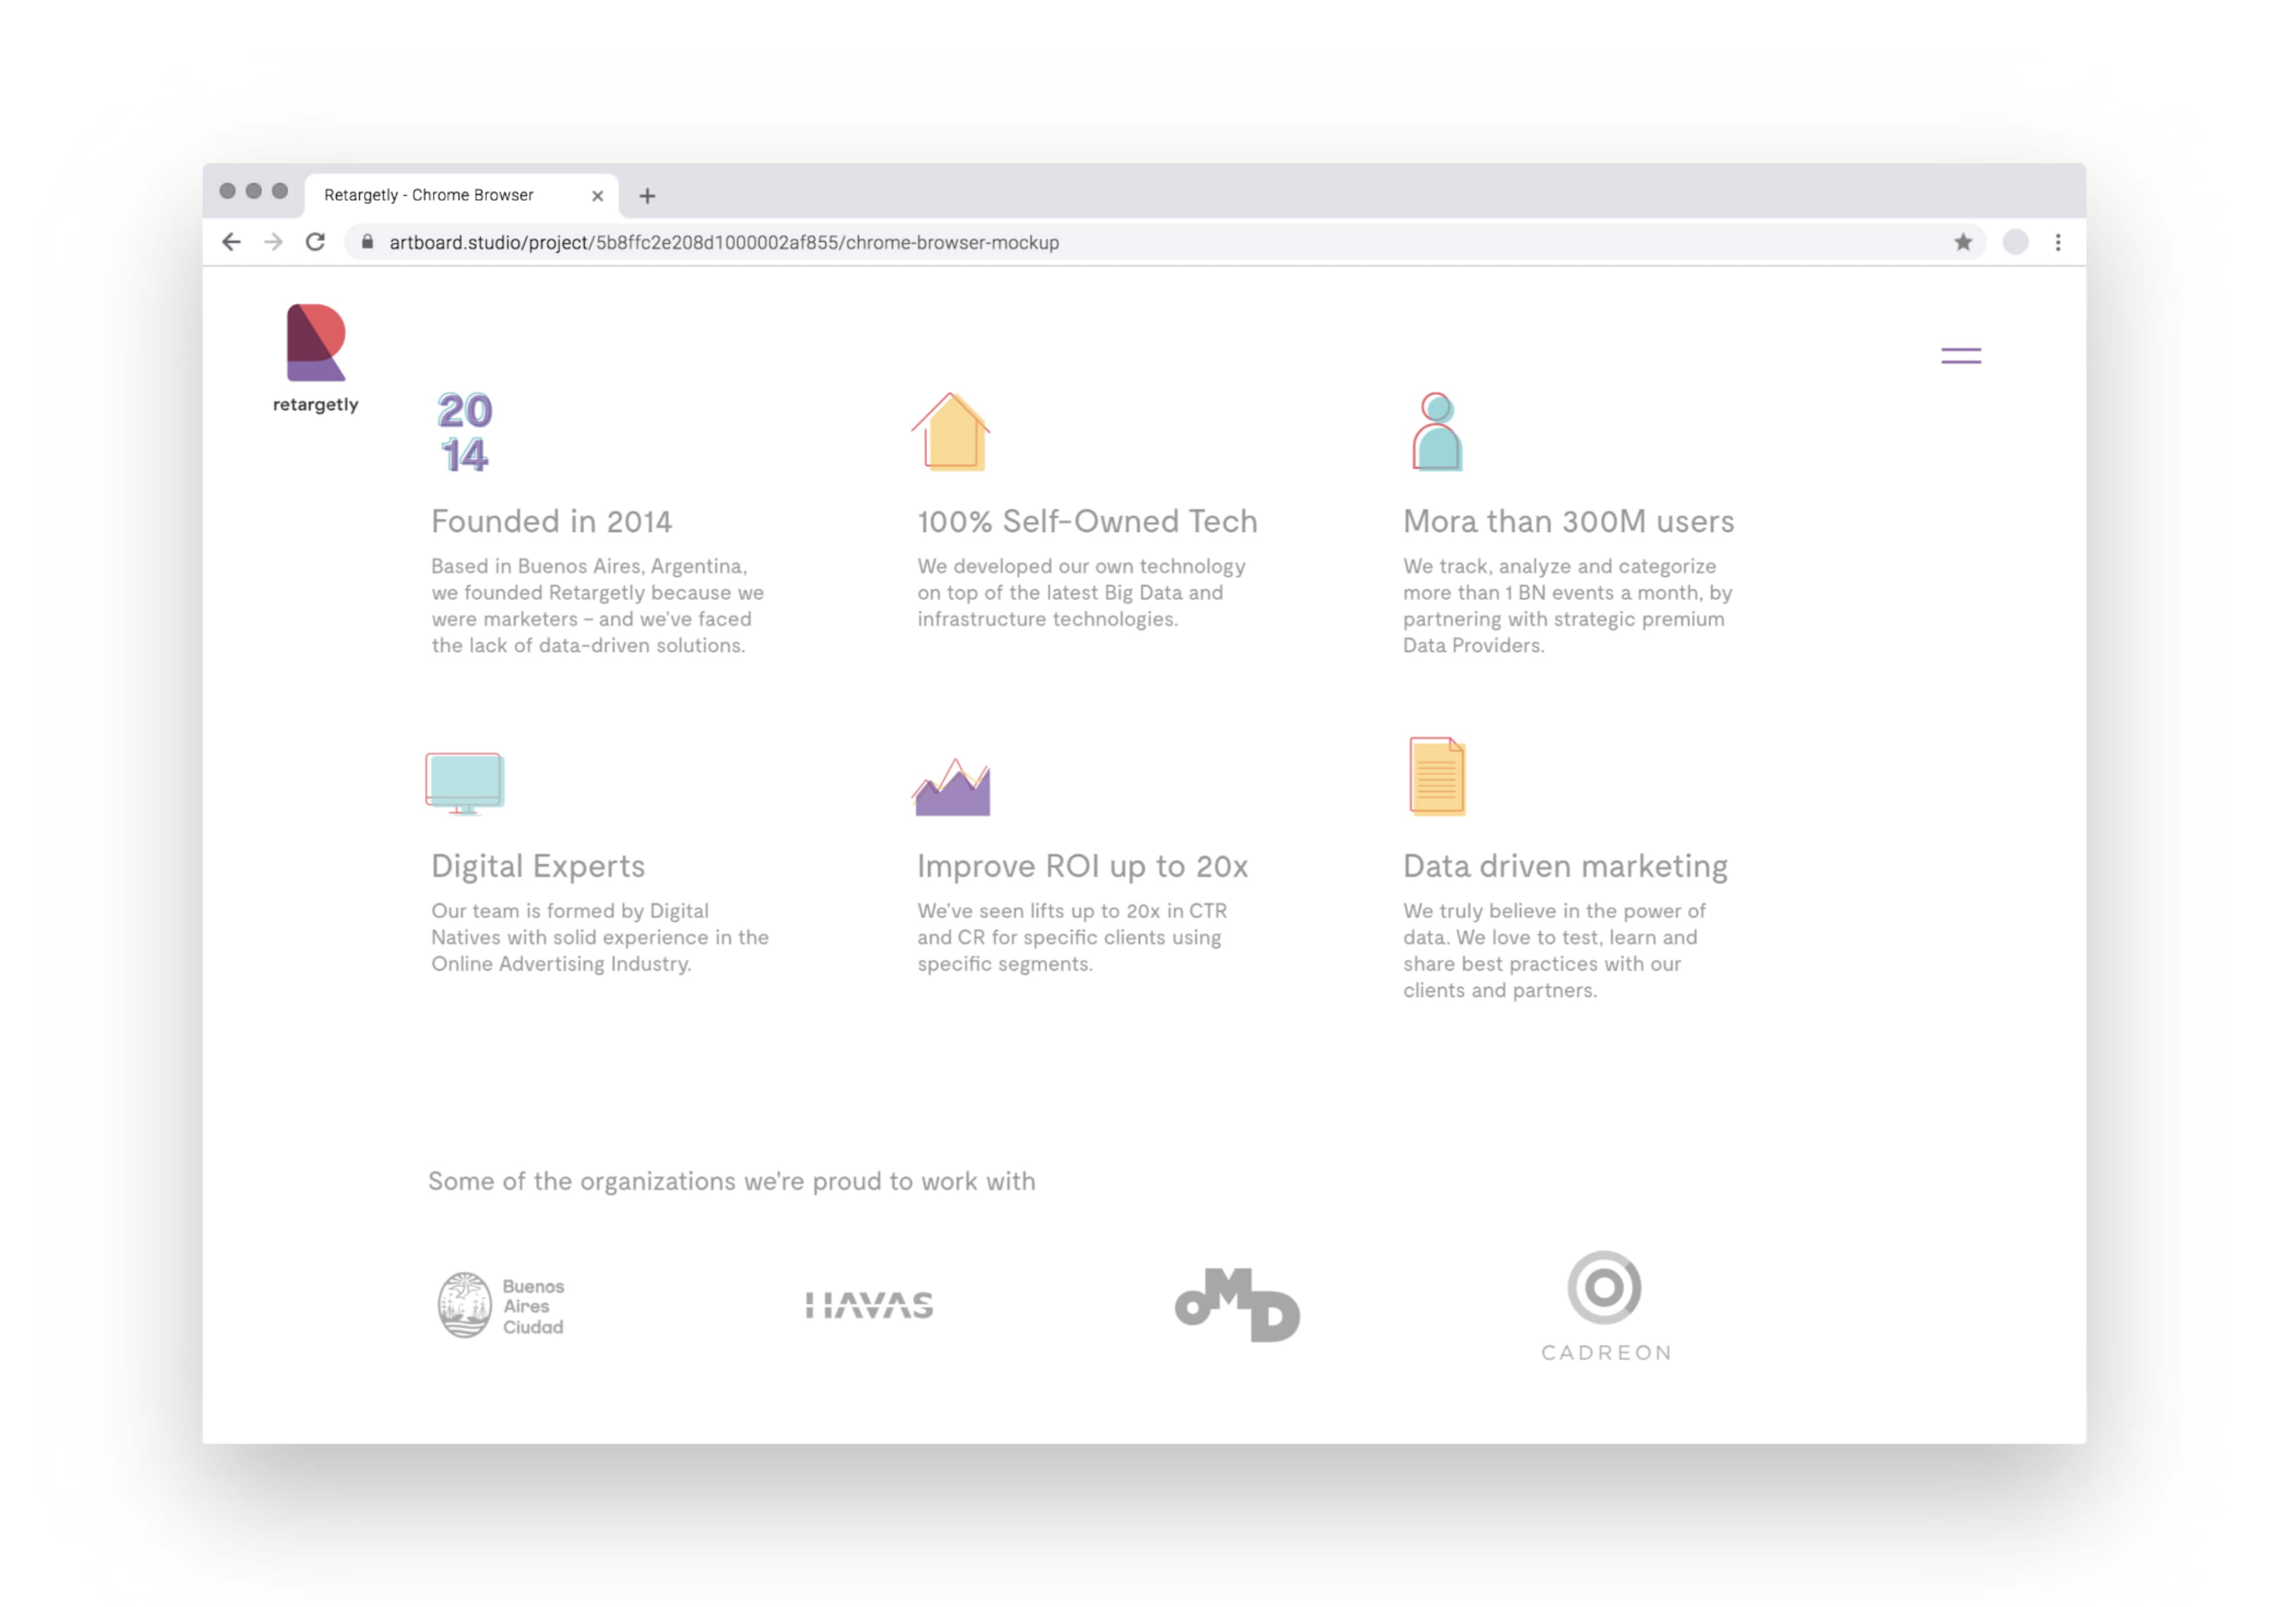 Retargetly - Chrome Browser
artboard.studio/project/5b8ffc2e208d1000002af855/chrome-browser-mockup
retargetly
20
14
Founded in 2014
Based in Buenos Aires, Argentina,
we founded Retargetly because we
were marketers – and we've faced
the lack of data-driven solutions.
100% Self-Owned Tech
We developed our own technology
on top of the latest Big Data and
infrastructure technologies.
Mora than 300M users
We track, analyze and categorize
more than 1 BN events a month, by
partnering with strategic premium
Data Providers.
Digital Experts
Our team is formed by Digital
Natives with solid experience in the
Online Advertising Industry.
Improve ROI up to 20x
We've seen lifts up to 20x in CTR
and CR for specific clients using
specific segments.
Data driven marketing
We truly believe in the power of
data. We love to test, learn and
share best practices with our
clients and partners.
Some of the organizations we're proud to work with
Buenos
Aires
Ciudad
HAVAS
OMD
CADREON